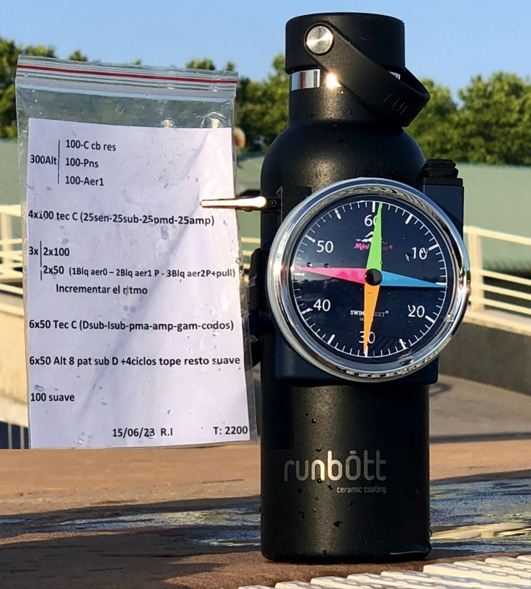 300Alt
100-C cb res
100-Pns
100-Aer1
4x100 tec C (25sen-25sub-25pmd-25amp)
3x
2x100
2x50 (1Blq aer0 – 2Blq aer1 P - 3Blq aer2P+pull)
Incrementar el ritmo
6x50 Tec C (Dsub-Isub-pma-amp-gam-codos)
6x50 Alt 8 pat sub D +4ciclos tope resto suave
100 suave
15/06/23 R.I T: 2200
60
10
20
30
40
50
runbott
ceramic coating